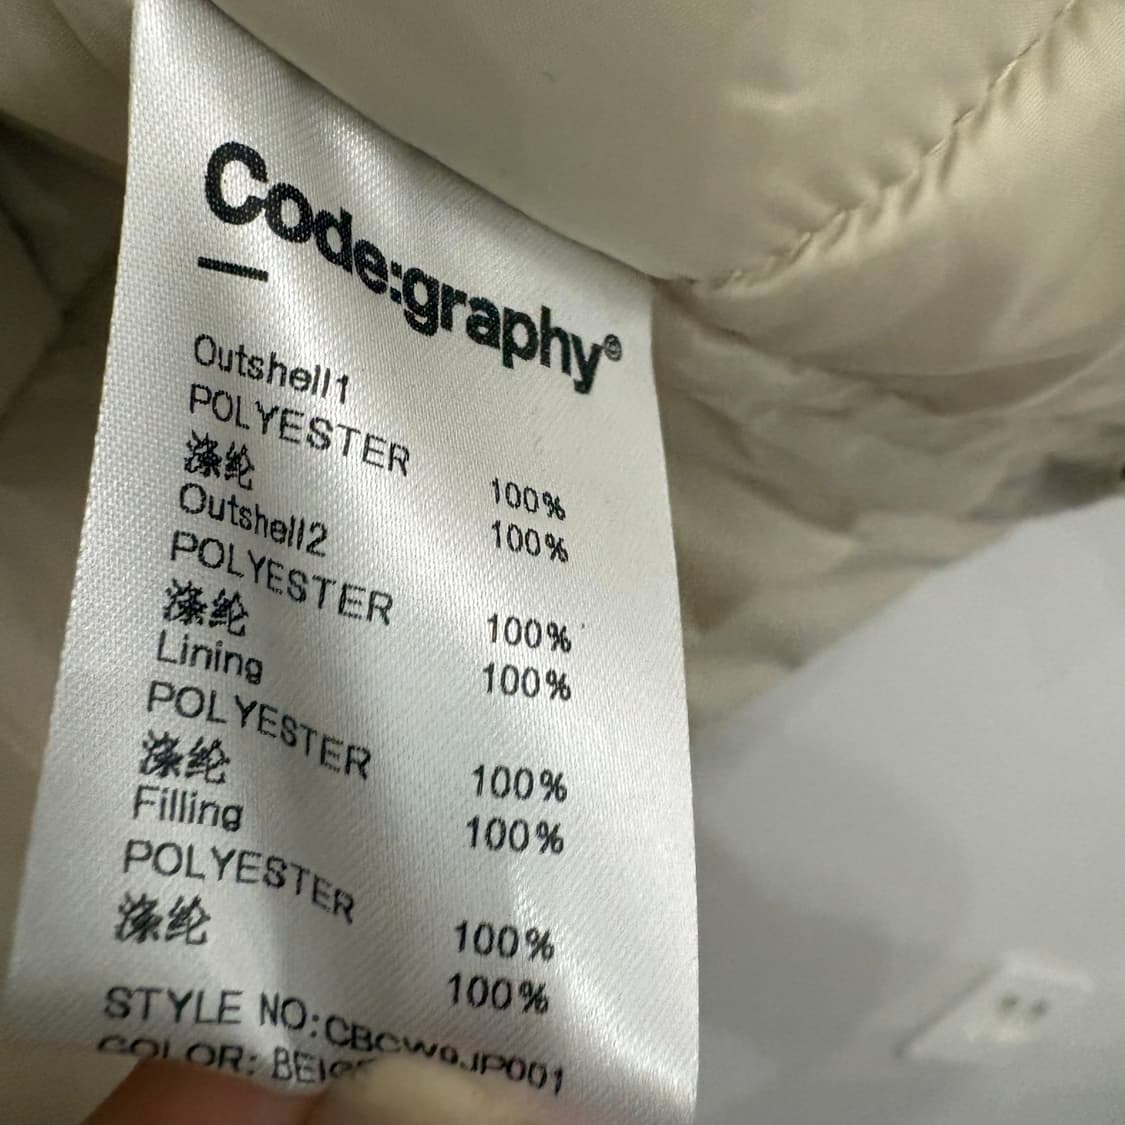 Code:graphy®
Outshell1
POLYESTER 100%
涤纶 100%
Outshell2
POLYESTER 100%
涤纶 100%
Lining
POLYESTER 100%
涤纶 100%
Filling
POLYESTER 100%
涤纶 100%
STYLE NO:CBCW9JP001
COLOR: BEIGE